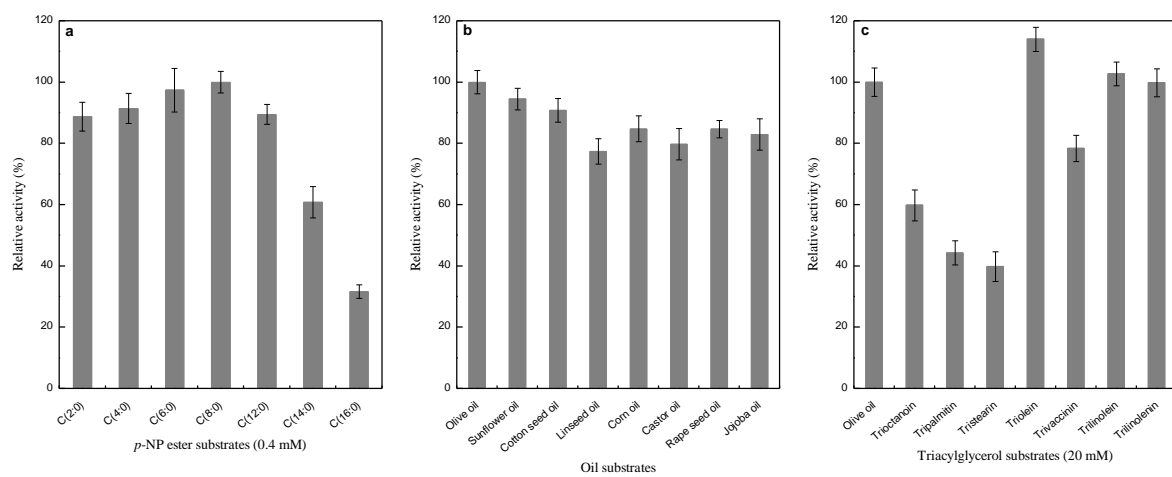 a
120
100
80
60
40
20
0
Relative activity (%)
C(2:0)
C(4:0)
C(6:0)
C(8:0)
C(12:0)
C(14:0)
C(16:0)
p-NP ester substrates (0.4 mM)
b
120
100
80
60
40
20
0
Relative activity (%)
Olive oil
Sunflower oil
Cotton seed oil
Linseed oil
Corn oil
Castor oil
Rape seed oil
Jojoba oil
Oil substrates
c
120
100
80
60
40
20
0
Relative activity (%)
Olive oil
Trioctanoin
Tripalmitin
Tristearin
Triolein
Trivaccinin
Trilinolein
Trilinolenin
Triacylglycerol substrates (20 mM)